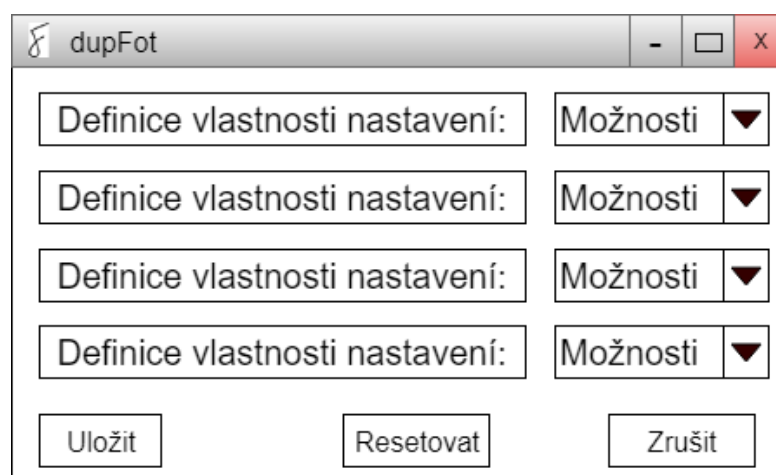 dupFot
Definice vlastnosti nastavení: Možnosti
Definice vlastnosti nastavení: Možnosti
Definice vlastnosti nastavení: Možnosti
Definice vlastnosti nastavení: Možnosti
Uložit Resetovat Zrušit